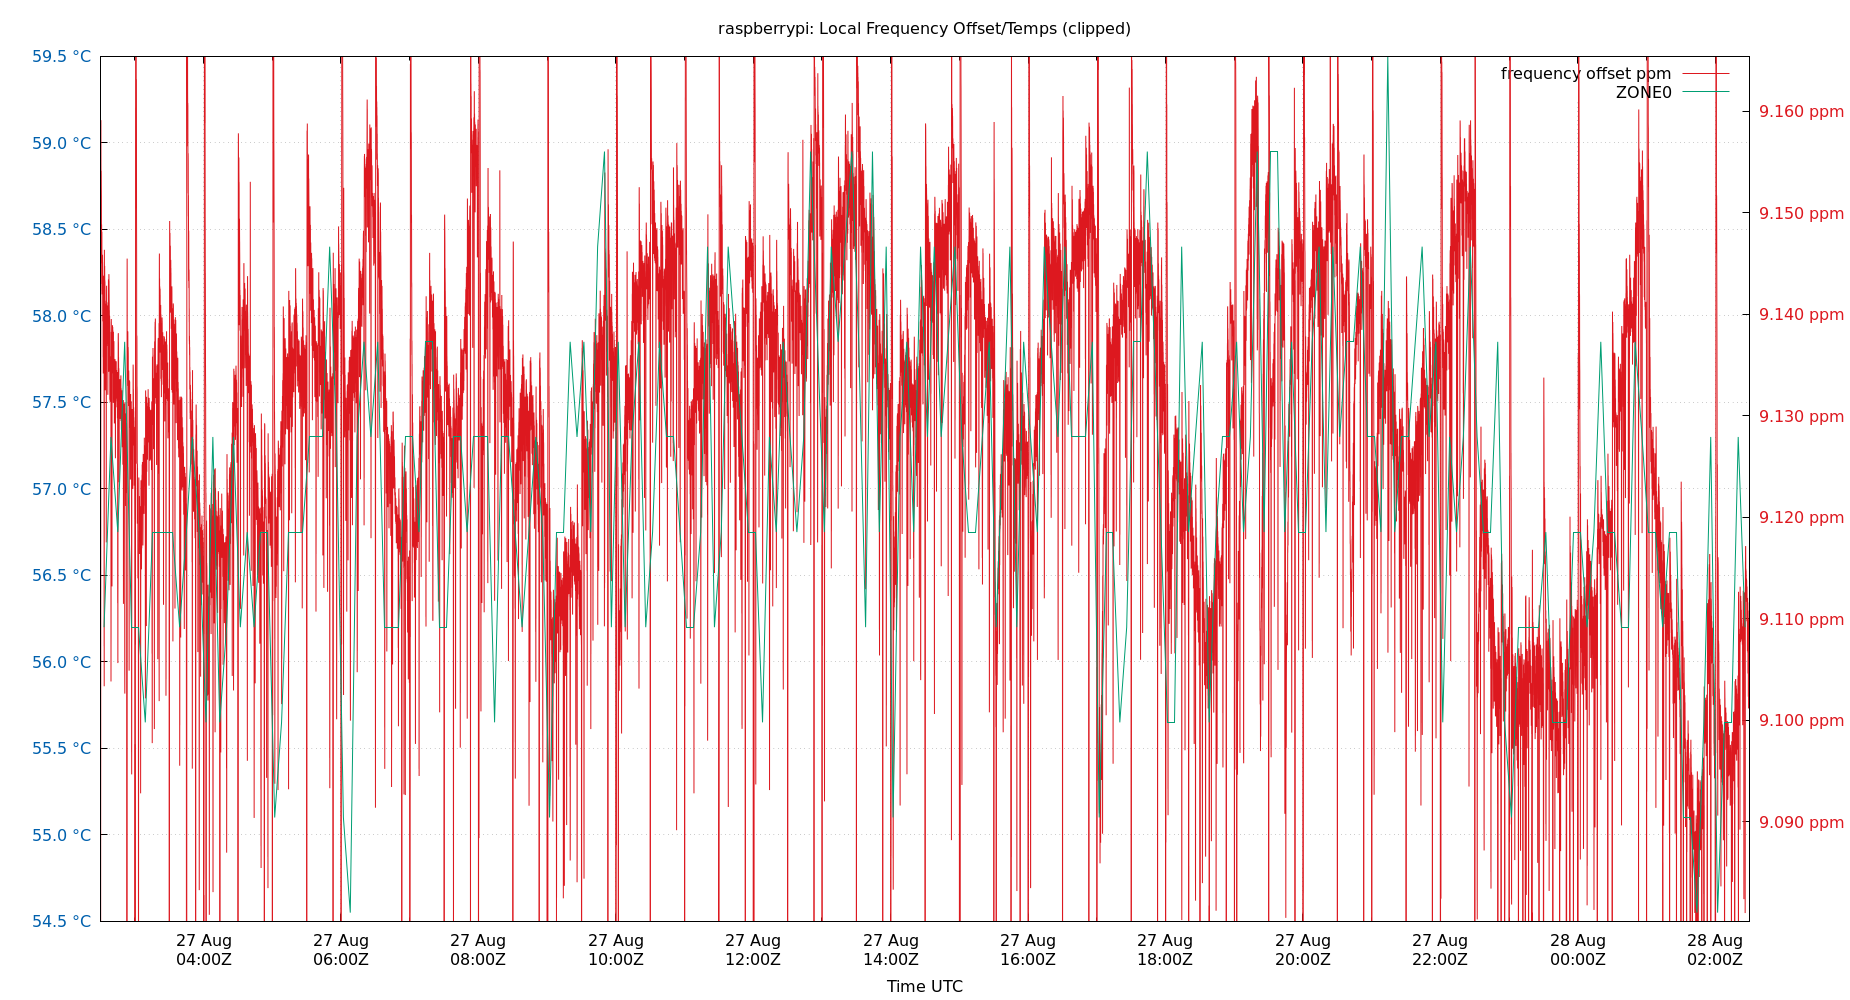 raspberrypi: Local Frequency Offset/Temps (clipped)
frequency offset ppm
ZONE0
59.5 °C
59.0 °C
58.5 °C
58.0 °C
57.5 °C
57.0 °C
56.5 °C
56.0 °C
55.5 °C
55.0 °C
54.5 °C
9.160 ppm
9.150 ppm
9.140 ppm
9.130 ppm
9.120 ppm
9.110 ppm
9.100 ppm
9.090 ppm
27 Aug 27 Aug 27 Aug 27 Aug 27 Aug 27 Aug 27 Aug 27 Aug 27 Aug 27 Aug 28 Aug 28 Aug
04:00Z 06:00Z 08:00Z 10:00Z 12:00Z 14:00Z 16:00Z 18:00Z 20:00Z 22:00Z 00:00Z 02:00Z
Time UTC